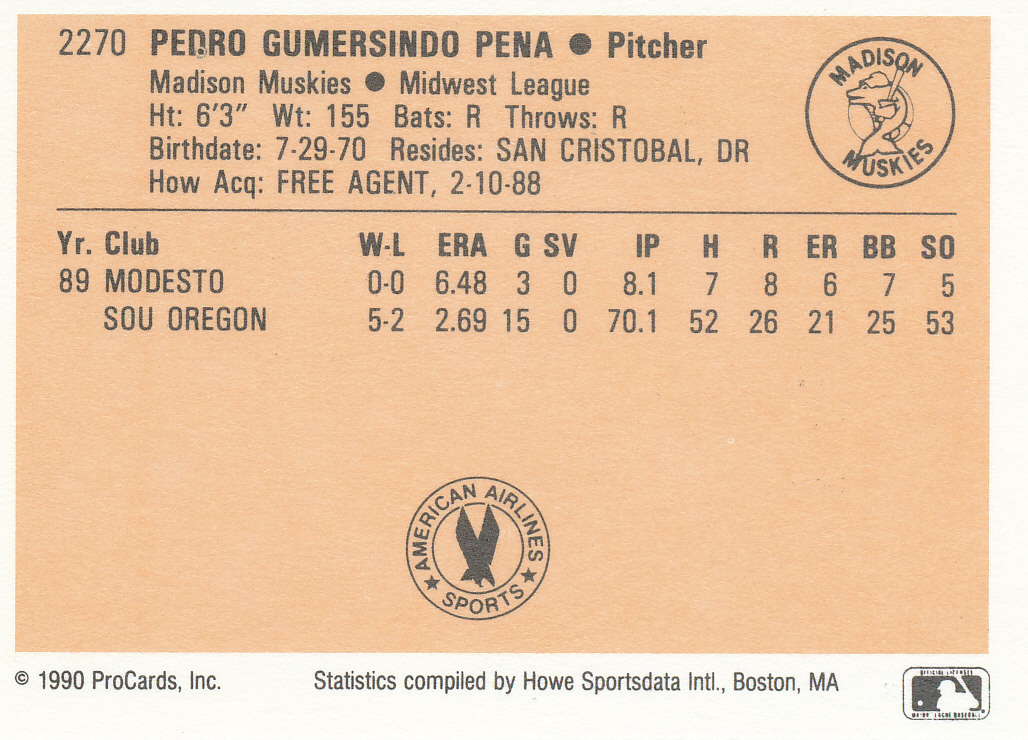 2270 PEDRO GUMERSINDO PENA ● Pitcher
Madison Muskies ● Midwest League
Ht: 6'3" Wt: 155 Bats: R Throws: R
Birthdate: 7-29-70 Resides: SAN CRISTOBAL, DR
How Acq: FREE AGENT, 2-10-88
MADISON
MUSKIES
Yr. Club W-L ERA G SV IP H R ER BB SO
89 MODESTO 0-0 6.48 3 0 8.1 7 8 6 7 5
SOU OREGON 5-2 2.69 15 0 70.1 52 26 21 25 53
AMERICAN AIRLINES
SPORTS
© 1990 ProCards, Inc. Statistics compiled by Howe Sportsdata Intl., Boston, MA